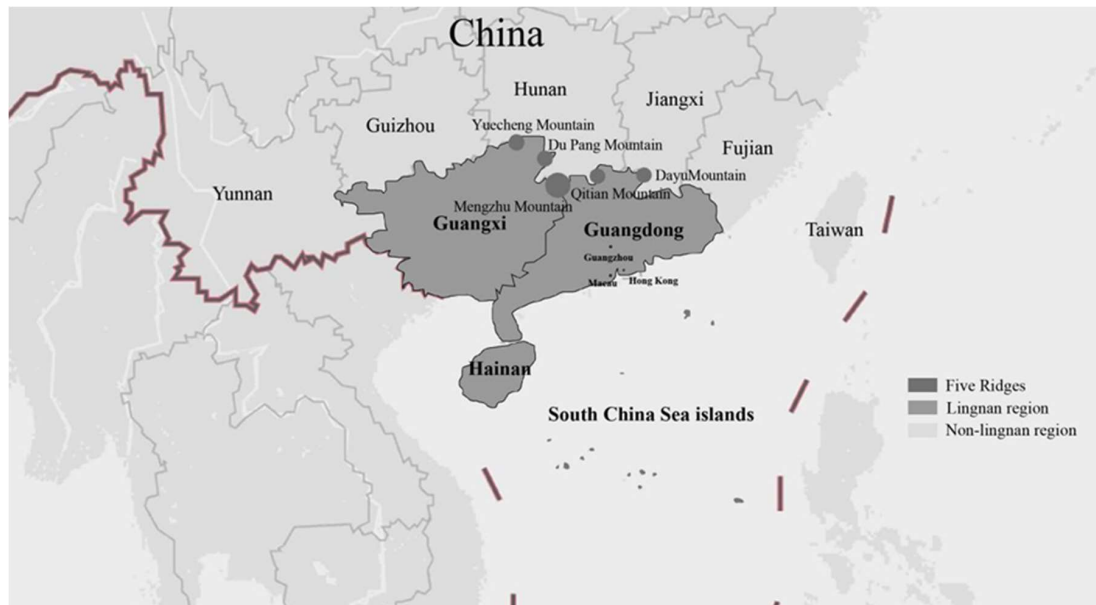 China
Hunan
Jiangxi
Guizhou
Yuecheng Mountain
Du Pang Mountain
Fujian
DayuMountain
Yunnan
Qitian Mountain
Mengzhu Mountain
Guangxi
Guangdong
Taiwan
Guangzhou
Macau
Hong Kong
Hainan
Five Ridges
South China Sea islands
Lingnan region
Non-lingnan region